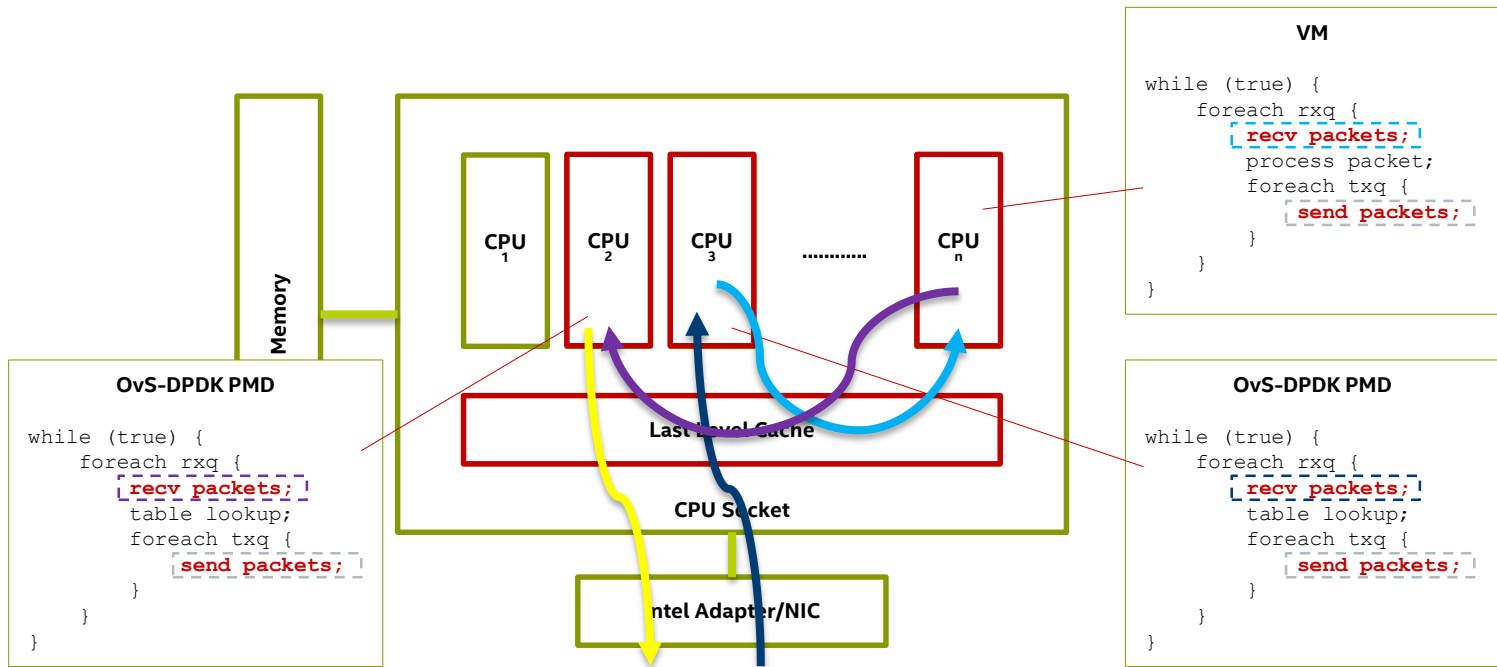 VM
while (true) {
    foreach rxq {
        recv packets;
        process packet;
        foreach txq {
            send packets;
        }
    }
}
Memory
CPU
1
CPU
2
CPU
3
............
CPU
n
Last Level Cache
CPU Socket
Intel Adapter/NIC
OvS-DPDK PMD
while (true) {
    foreach rxq {
        recv packets;
        table lookup;
        foreach txq {
            send packets;
        }
    }
}
OvS-DPDK PMD
while (true) {
    foreach rxq {
        recv packets;
        table lookup;
        foreach txq {
            send packets;
        }
    }
}